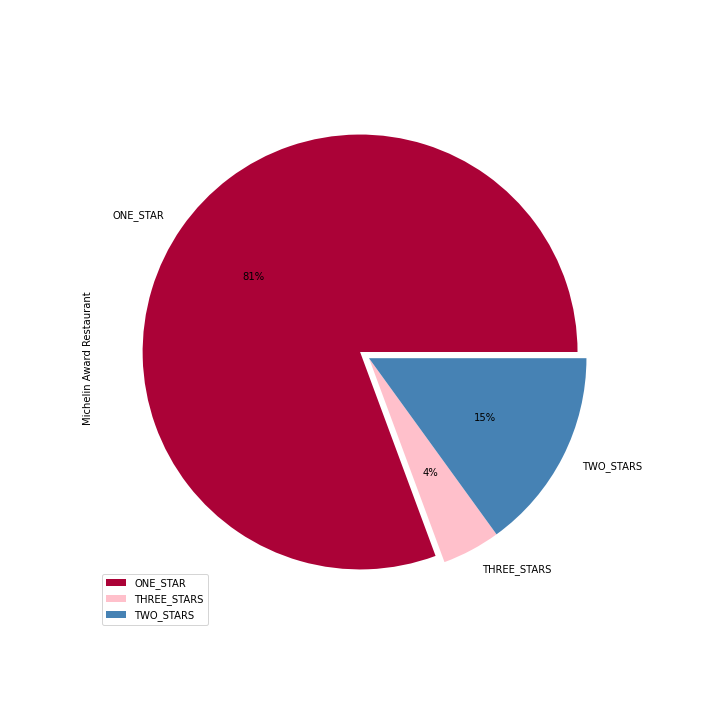 ONE_STAR
81%
Michelin Award Restaurant
15%
TWO_STARS
4%
THREE_STARS
ONE_STAR
THREE_STARS
TWO_STARS